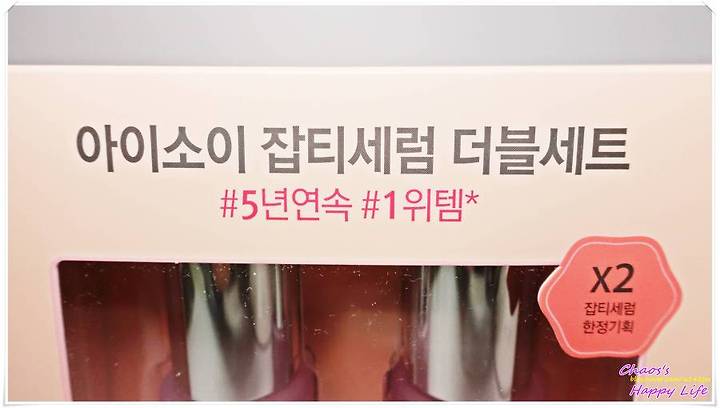 아이소이 잡티세럼 더블세트
#5년연속 #1위템*
X2
잡티세럼
한정기획
Chaos's
Happy Life